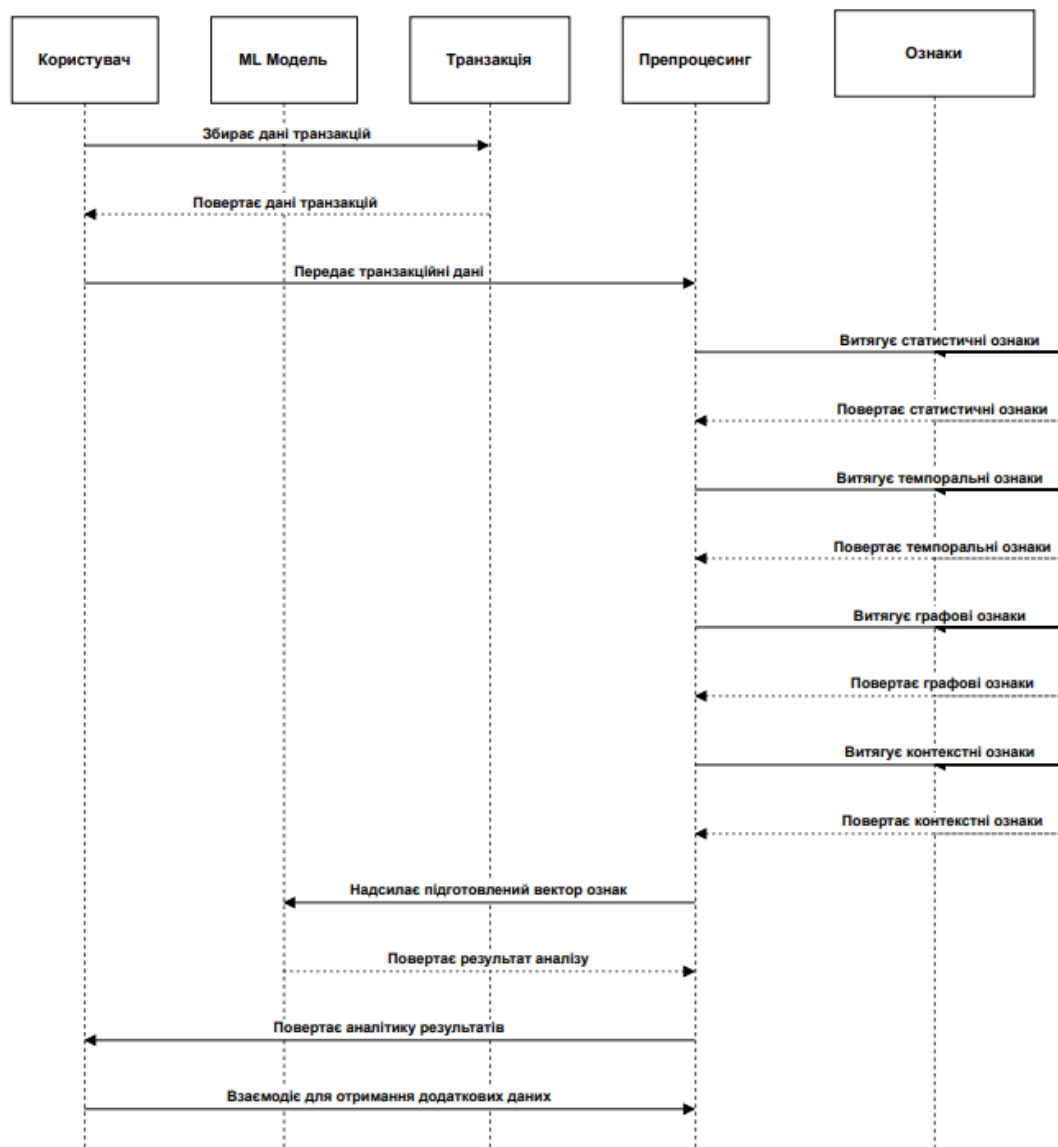 Користувач
ML Модель
Транзакція
Препроцесинг
Ознаки
Збирає дані транзакцій
Повертає дані транзакцій
Передає транзакційні дані
Витягує статистичні ознаки
Повертає статистичні ознаки
Витягує темпоральні ознаки
Повертає темпоральні ознаки
Витягує графові ознаки
Повертає графові ознаки
Витягує контекстні ознаки
Повертає контекстні ознаки
Надсилає підготовлений вектор ознак
Повертає результат аналізу
Повертає аналітику результатів
Взаємодіє для отримання додаткових даних